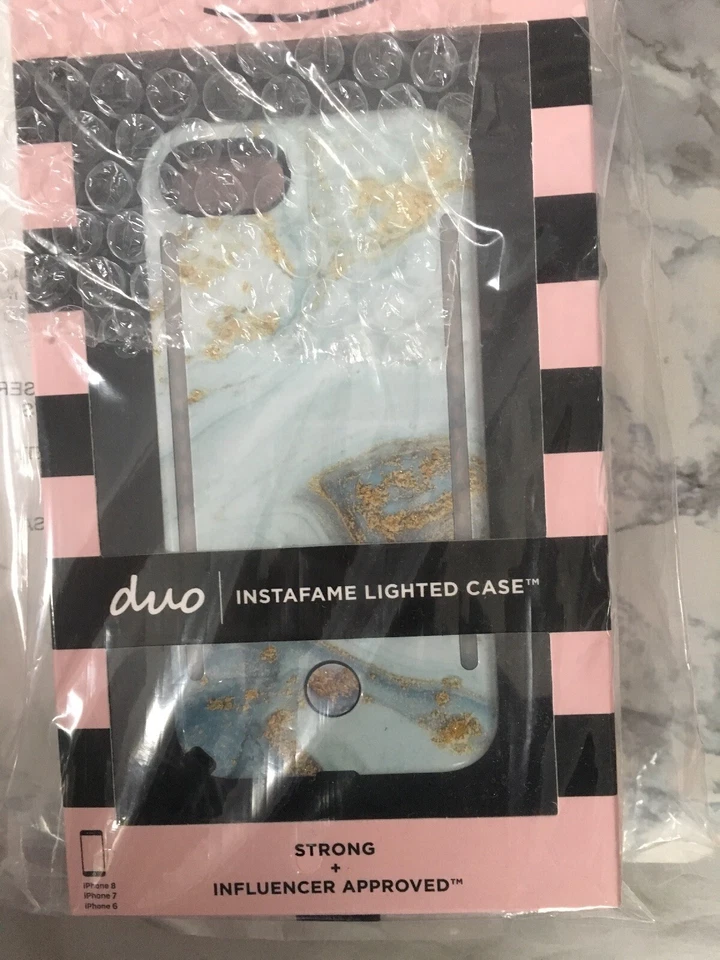 duo | INSTAFAME LIGHTED CASE™
STRONG
+
INFLUENCER APPROVED™
iPhone 8
iPhone 7
iPhone 6